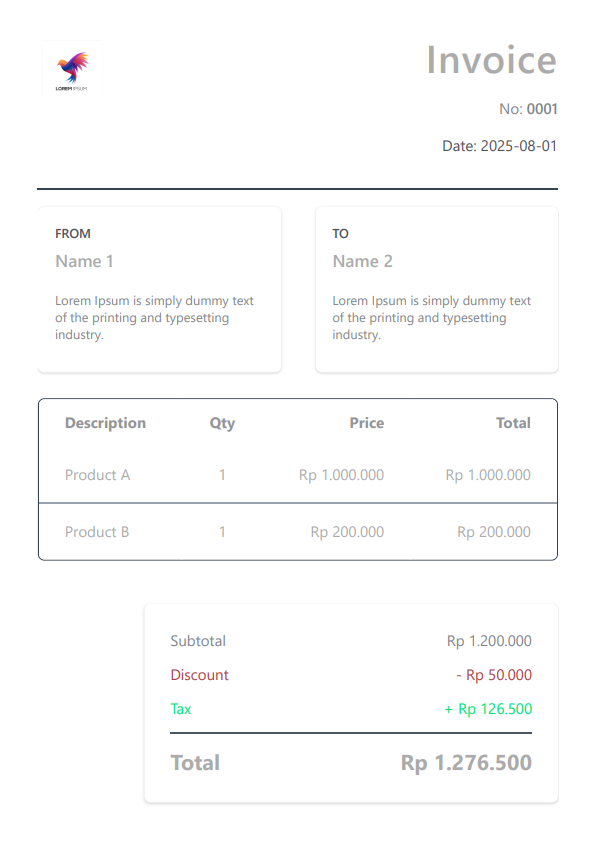 LOREM IPSUM
Invoice
No: 0001
Date: 2025-08-01
FROM
Name 1
Lorem Ipsum is simply dummy text
of the printing and typesetting
industry.
TO
Name 2
Lorem Ipsum is simply dummy text
of the printing and typesetting
industry.
Description Qty Price Total
Product A 1 Rp 1.000.000 Rp 1.000.000
Product B 1 Rp 200.000 Rp 200.000
Subtotal Rp 1.200.000
Discount - Rp 50.000
Tax + Rp 126.500
Total Rp 1.276.500